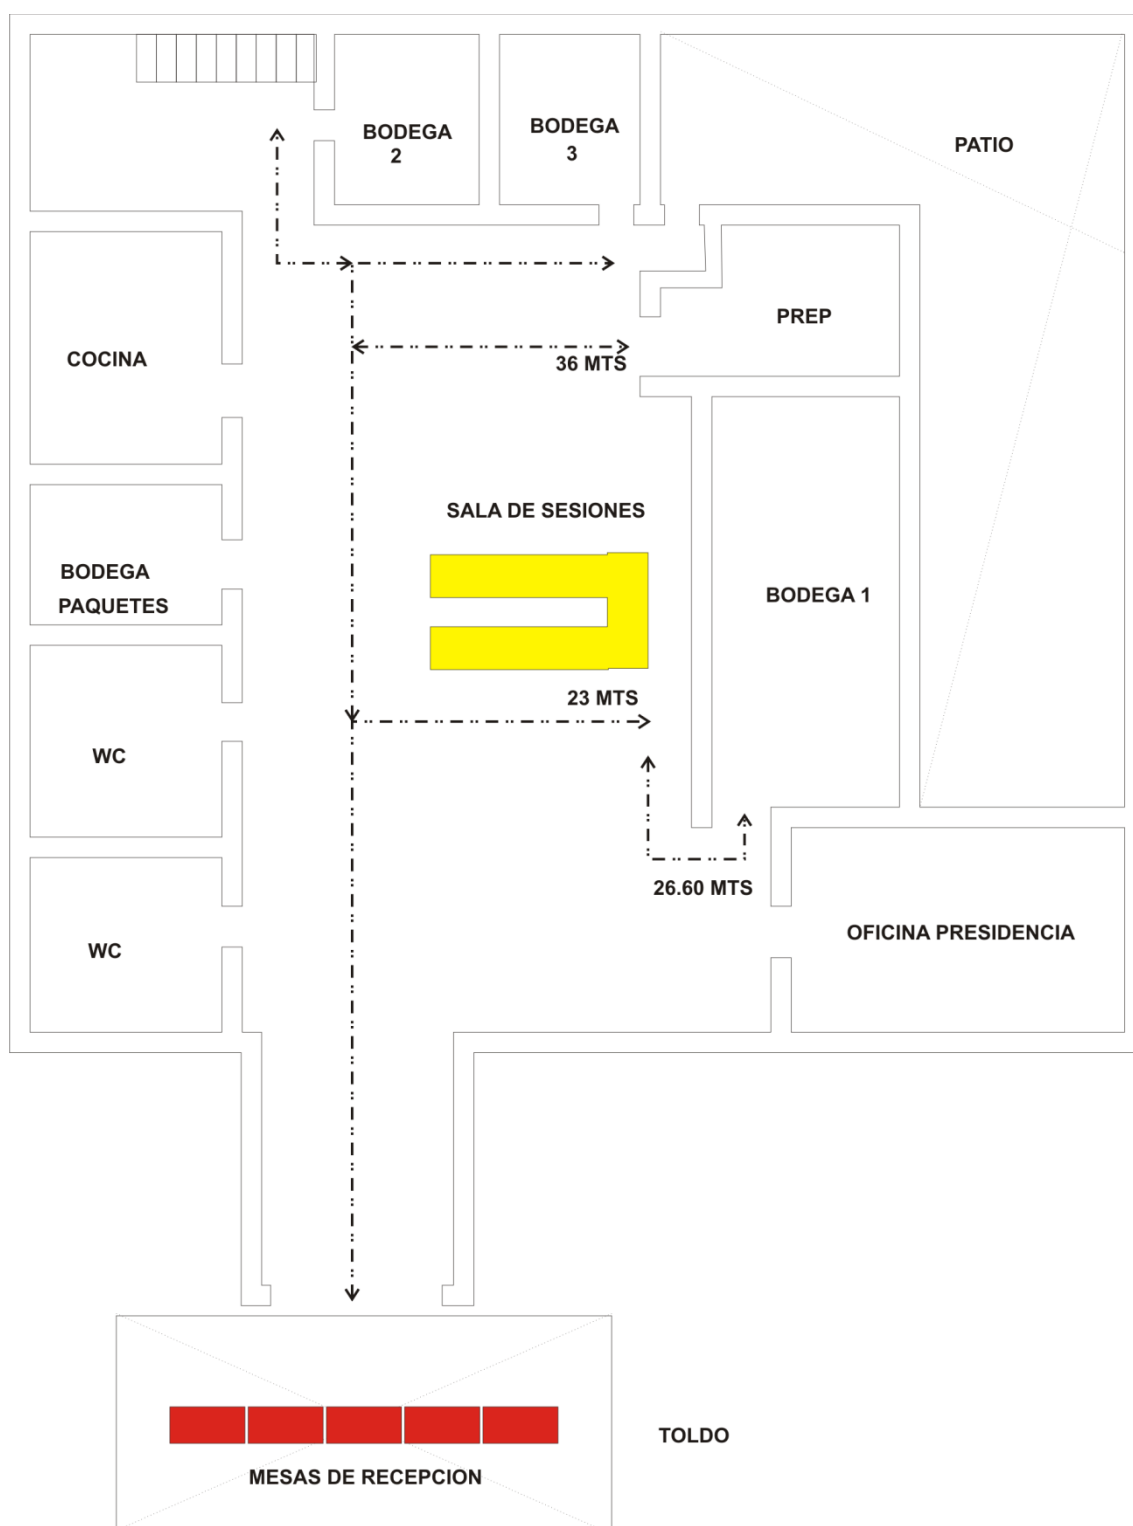 BODEGA
2
BODEGA
3
PATIO
PREP
COCINA
36 MTS
SALA DE SESIONES
BODEGA
PAQUETES
BODEGA 1
23 MTS
WC
26.60 MTS
OFICINA PRESIDENCIA
WC
TOLDO
MESAS DE RECEPCION